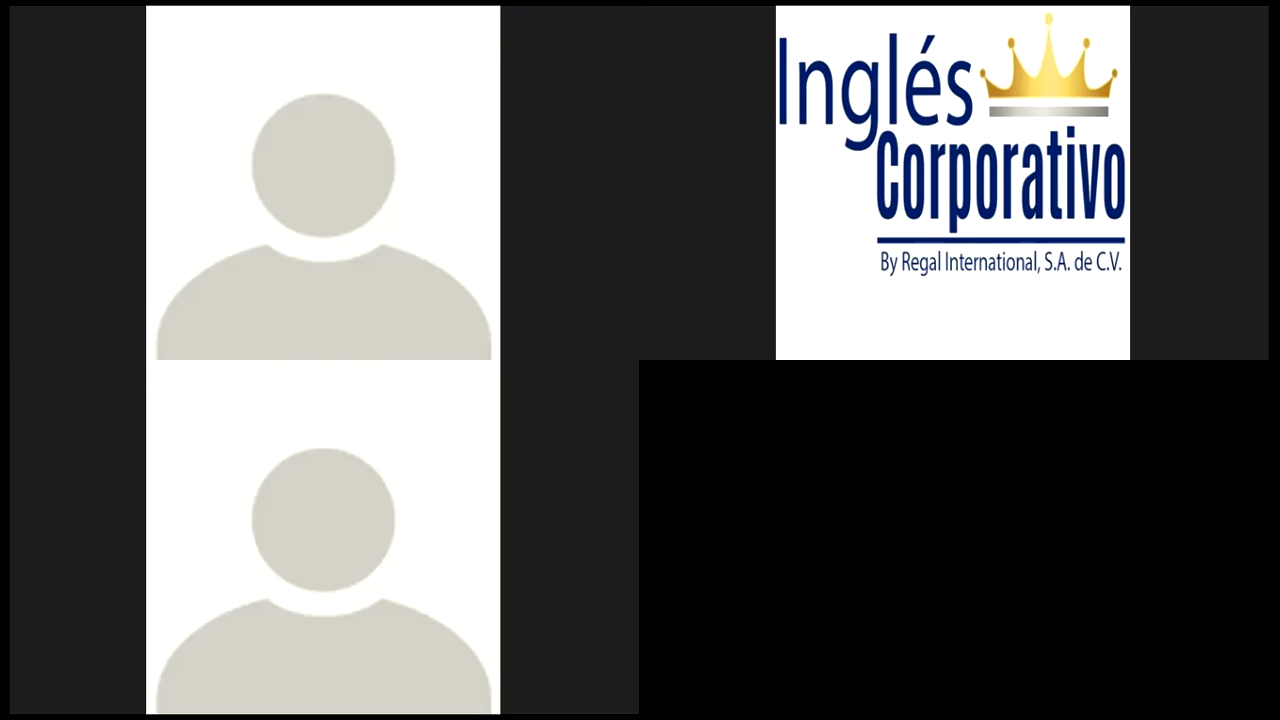 Inglés
Corporativo
By Regal International, S.A. de C.V.